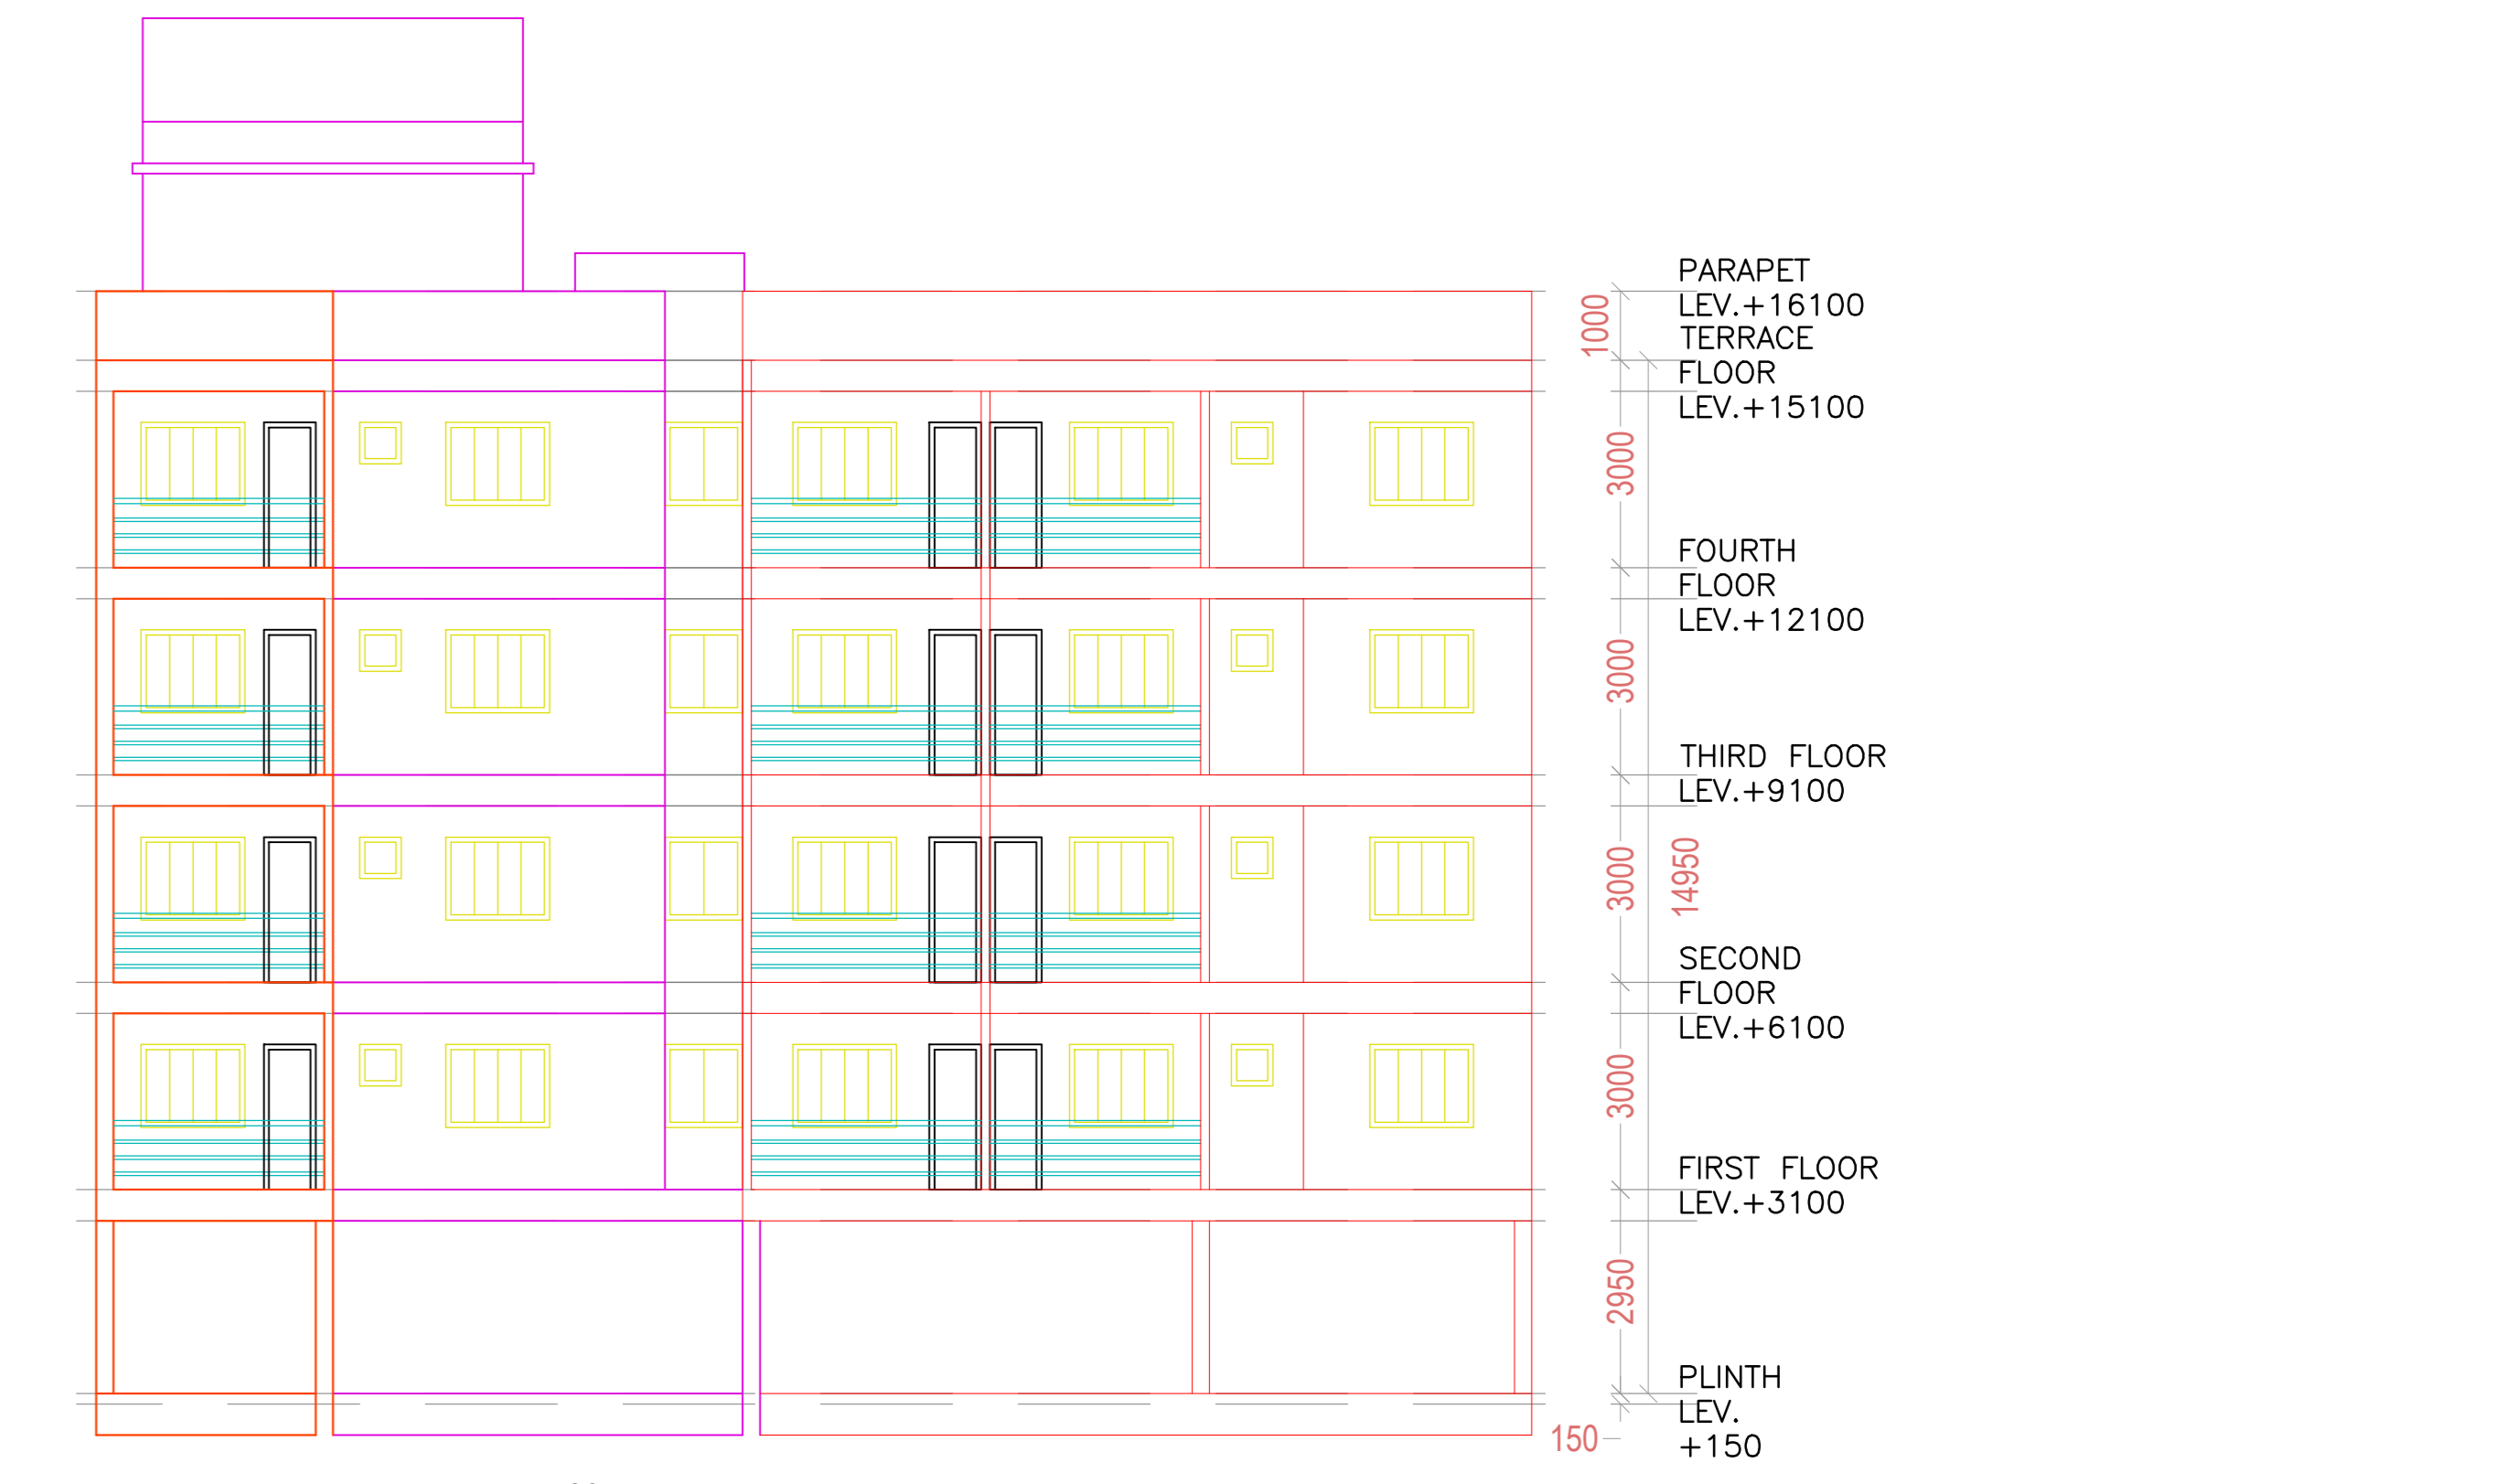 PARAPET
LEV.+16100
1000
TERRACE
FLOOR
LEV.+15100
3000
FOURTH
FLOOR
LEV.+12100
3000
THIRD FLOOR
LEV.+9100
3000
14950
SECOND
FLOOR
LEV.+6100
3000
FIRST FLOOR
LEV.+3100
2950
PLINTH
LEV.
+150
150